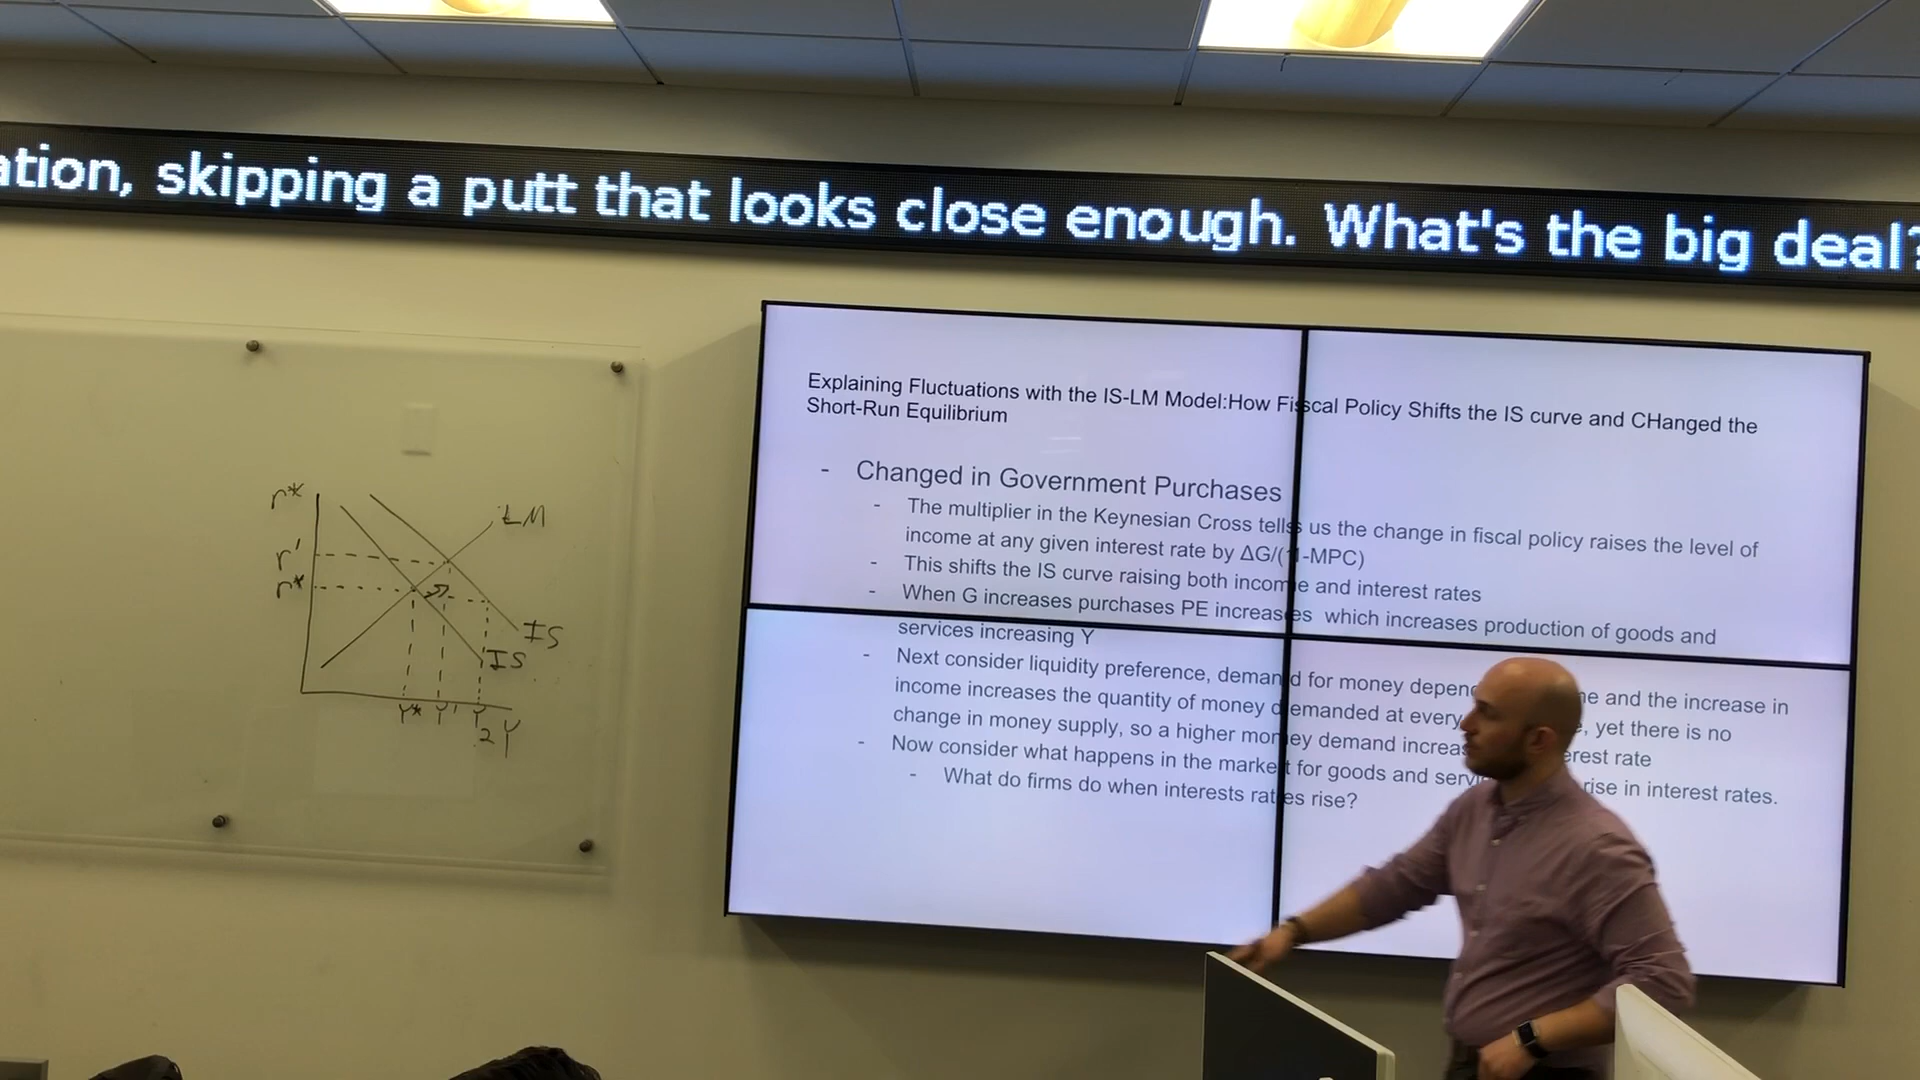 ation, skipping a putt that looks close enough. What's the big deal?
Explaining Fluctuations with the IS-LM Model:How Fiscal Policy Shifts the IS curve and CHanged the
Short-Run Equilibrium
- Changed in Government Purchases
- The multiplier in the Keynesian Cross tells us the change in fiscal policy raises the level of
income at any given interest rate by ΔG/(1-MPC)
- This shifts the IS curve raising both income and interest rates
- When G increases purchases PE increases which increases production of goods and
services increasing Y
- Next consider liquidity preference, demand for money depend and the increase in
income increases the quantity of money demanded at every , yet there is no
change in money supply, so a higher money demand increas rest rate
- Now consider what happens in the market for goods and serv rise in interest rates.
- What do firms do when interests rates rise?
r*
LM
r'
r*
IS
IS
Y* Y' Y2 Y